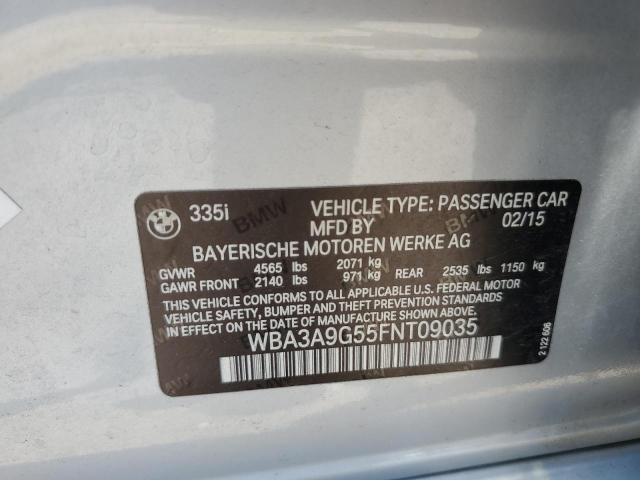 BMW 335i VEHICLE TYPE: PASSENGER CAR
MFD BY 02/15
BAYERISCHE MOTOREN WERKE AG
GVWR 4565 lbs 2071 kg
GAWR FRONT 2140 lbs 971 kg REAR 2535 lbs 1150 kg
THIS VEHICLE CONFORMS TO ALL APPLICABLE U.S. FEDERAL MOTOR
VEHICLE SAFETY, BUMPER, AND THEFT PREVENTION STANDARDS
IN EFFECT ON THE DATE OF MANUFACTURE SHOWN ABOVE.
WBA3A9G55FNT09035
2 122 606